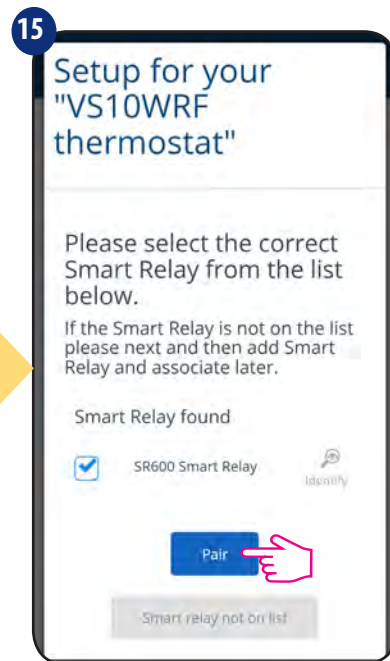 15
Setup for your
"VS10WRF
thermostat"
Please select the correct
Smart Relay from the list
below.
If the Smart Relay is not on the list
please next and then add Smart
Relay and associate later.
Smart Relay found
SR600 Smart Relay
Identify
Pair
Smart relay not on list